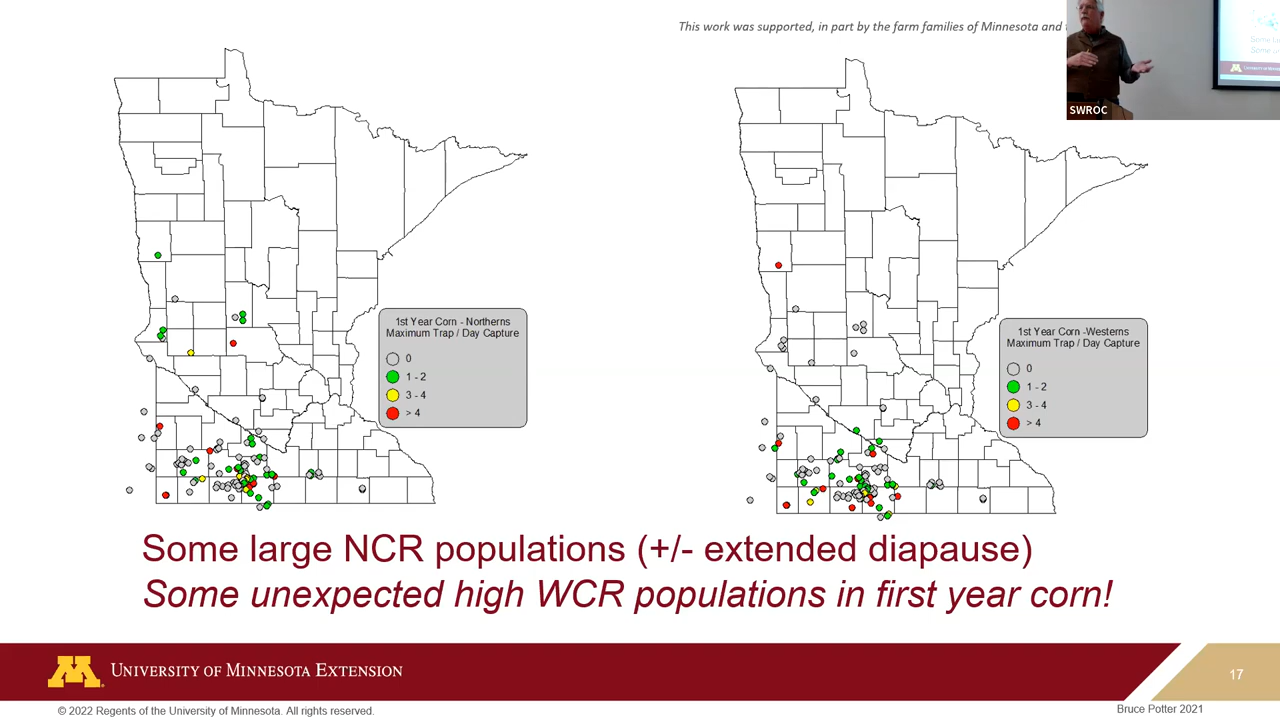 This work was supported, in part by the farm families of Minnesota and
SWROC
1st Year Corn - Northerns
Maximum Trap / Day Capture
0
1 - 2
3 - 4
> 4
1st Year Corn -Westerns
Maximum Trap / Day Capture
0
1 - 2
3 - 4
> 4
Some large NCR populations (+/- extended diapause)
Some unexpected high WCR populations in first year corn!
M
UNIVERSITY OF MINNESOTA EXTENSION
17
© 2022 Regents of the University of Minnesota. All rights reserved.
Bruce Potter 2021